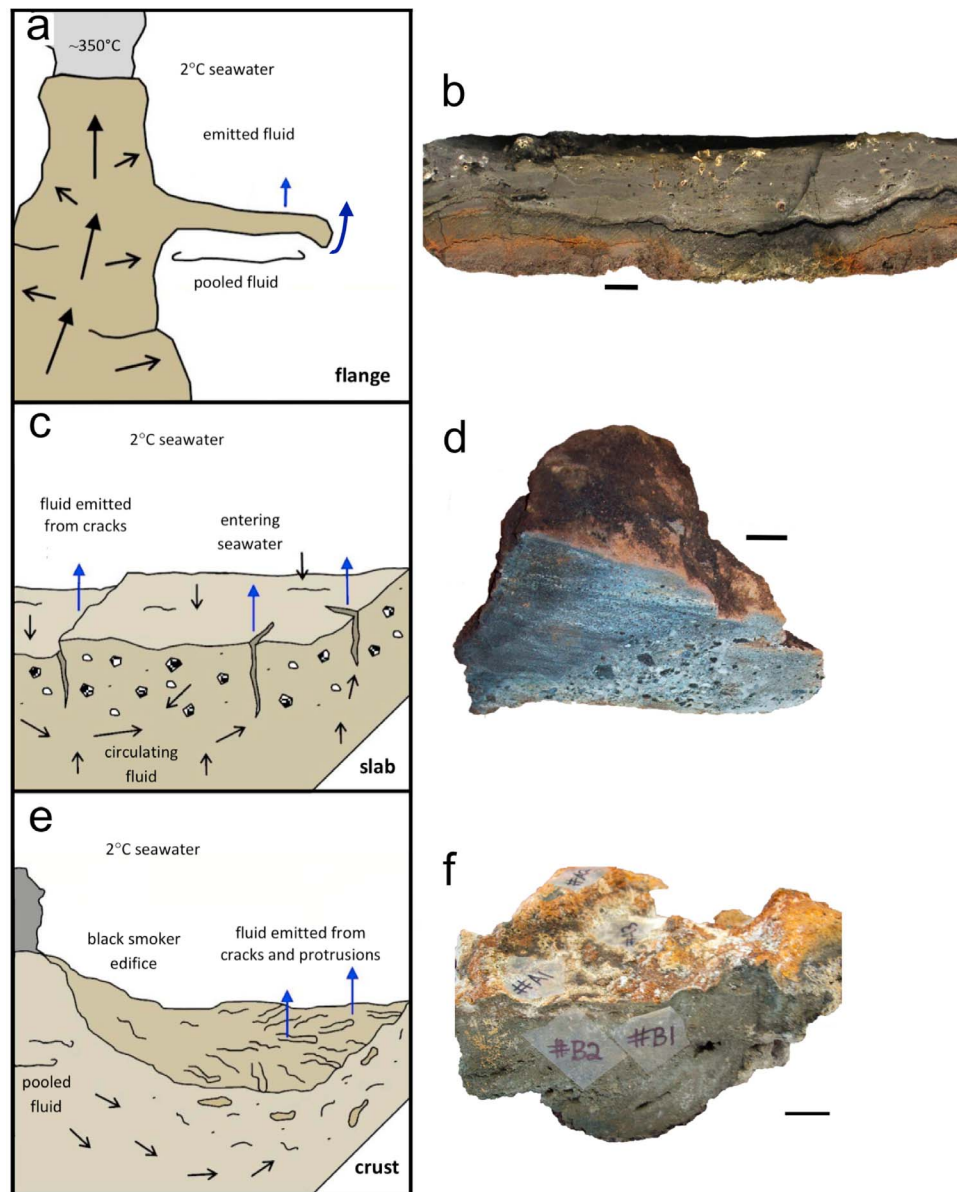 a
~350°C
2°C seawater
emitted fluid
pooled fluid
flange
b
c
2°C seawater
fluid emitted
from cracks
entering
seawater
circulating
fluid
slab
d
e
2°C seawater
black smoker
edifice
fluid emitted from
cracks and protrusions
pooled
fluid
crust
f
#A1
#B2
#B1